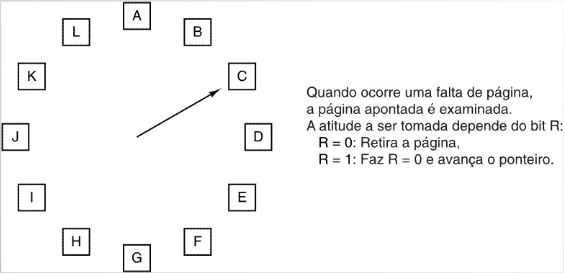 A
B
C
D
E
F
G
H
I
J
K
L
Quando ocorre uma falta de página,
a página apontada é examinada.
A atitude a ser tomada depende do bit R:
R = 0: Retira a página,
R = 1: Faz R = 0 e avança o ponteiro.